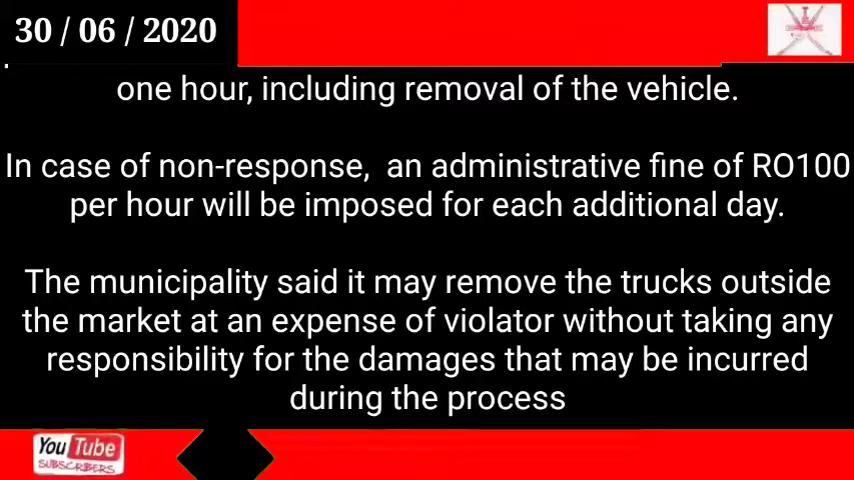 30 / 06 / 2020
one hour, including removal of the vehicle.
In case of non-response,  an administrative fine of RO100
per hour will be imposed for each additional day.
The municipality said it may remove the trucks outside
the market at an expense of violator without taking any
responsibility for the damages that may be incurred
during the process
You Tube
SUBSCRIBERS